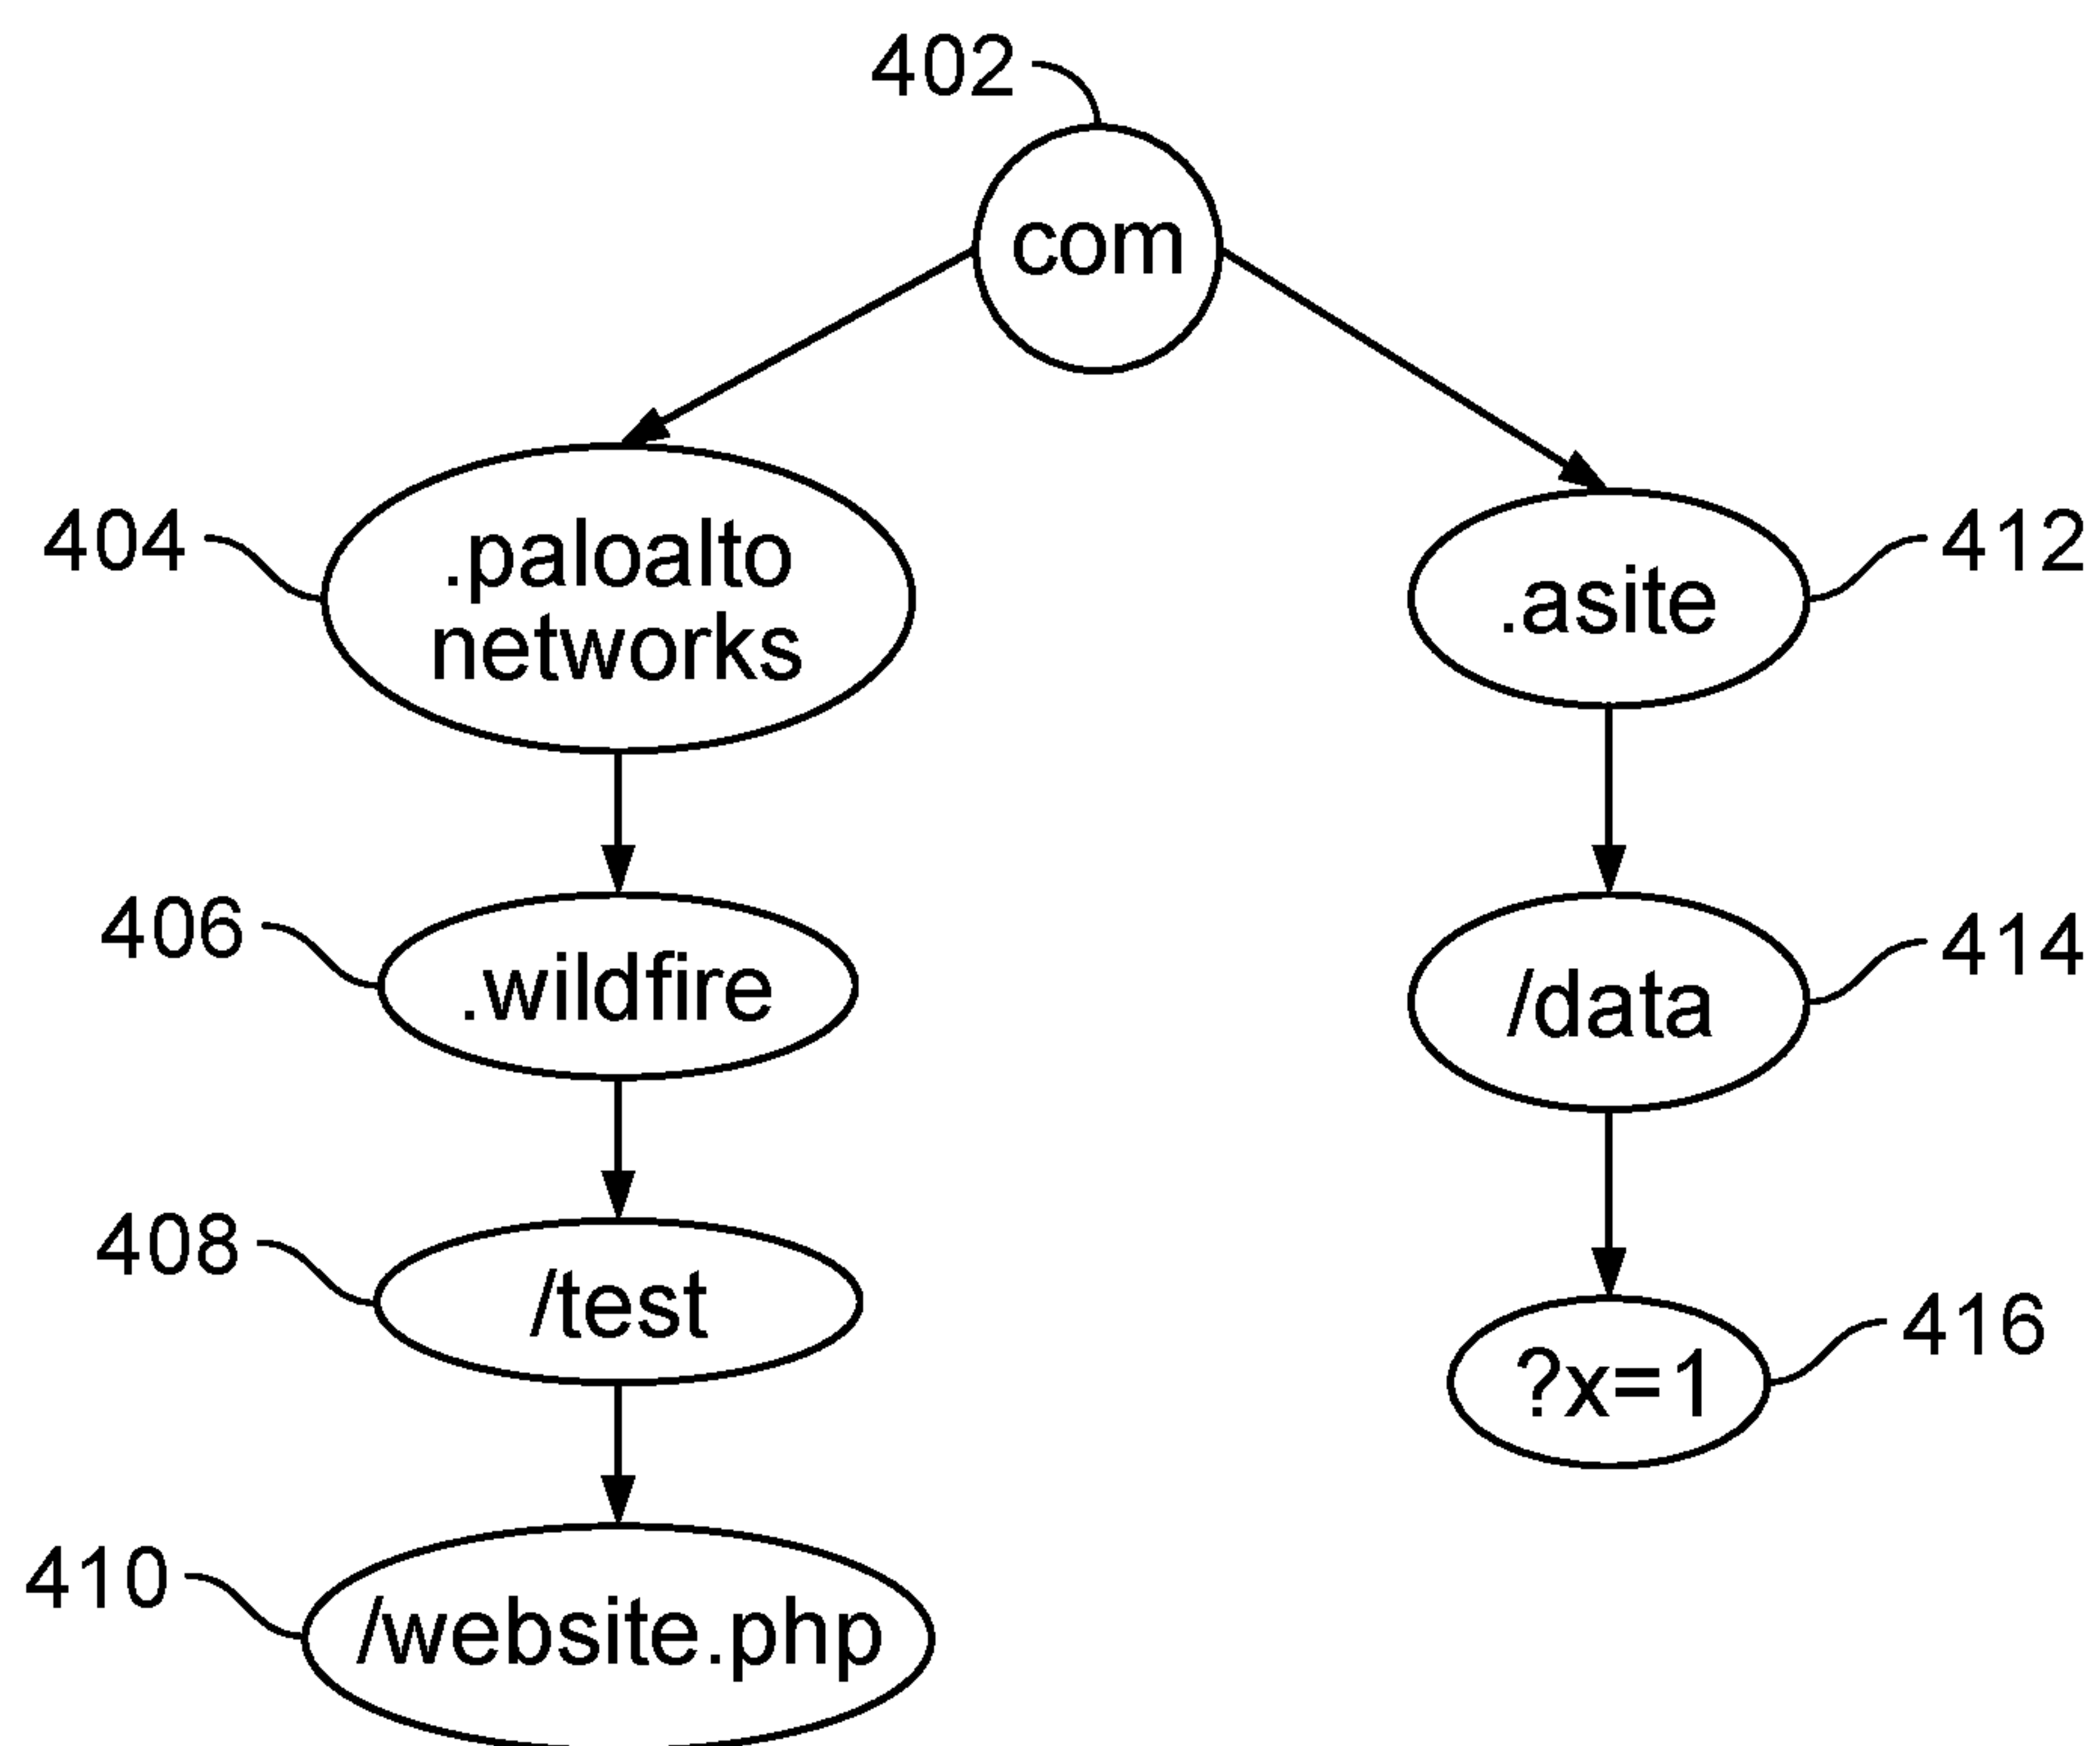 402
com
404
.paloalto
networks
.asite
412
406
.wildfire
/data
414
408
/test
?x=1
416
410
/website.php